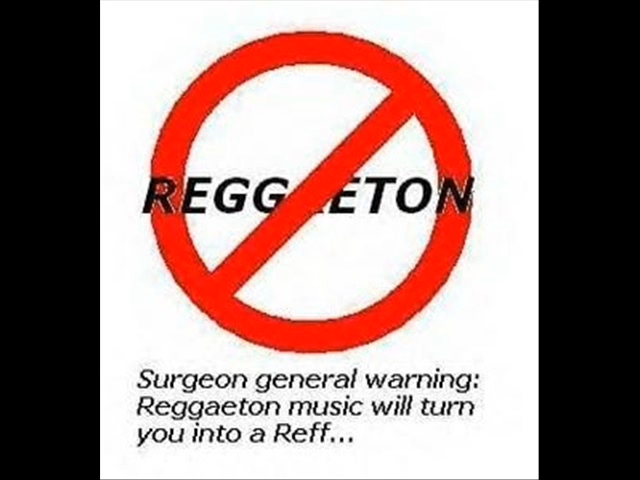 REGGAETON
Surgeon general warning:
Reggaeton music will turn
you into a Reff...